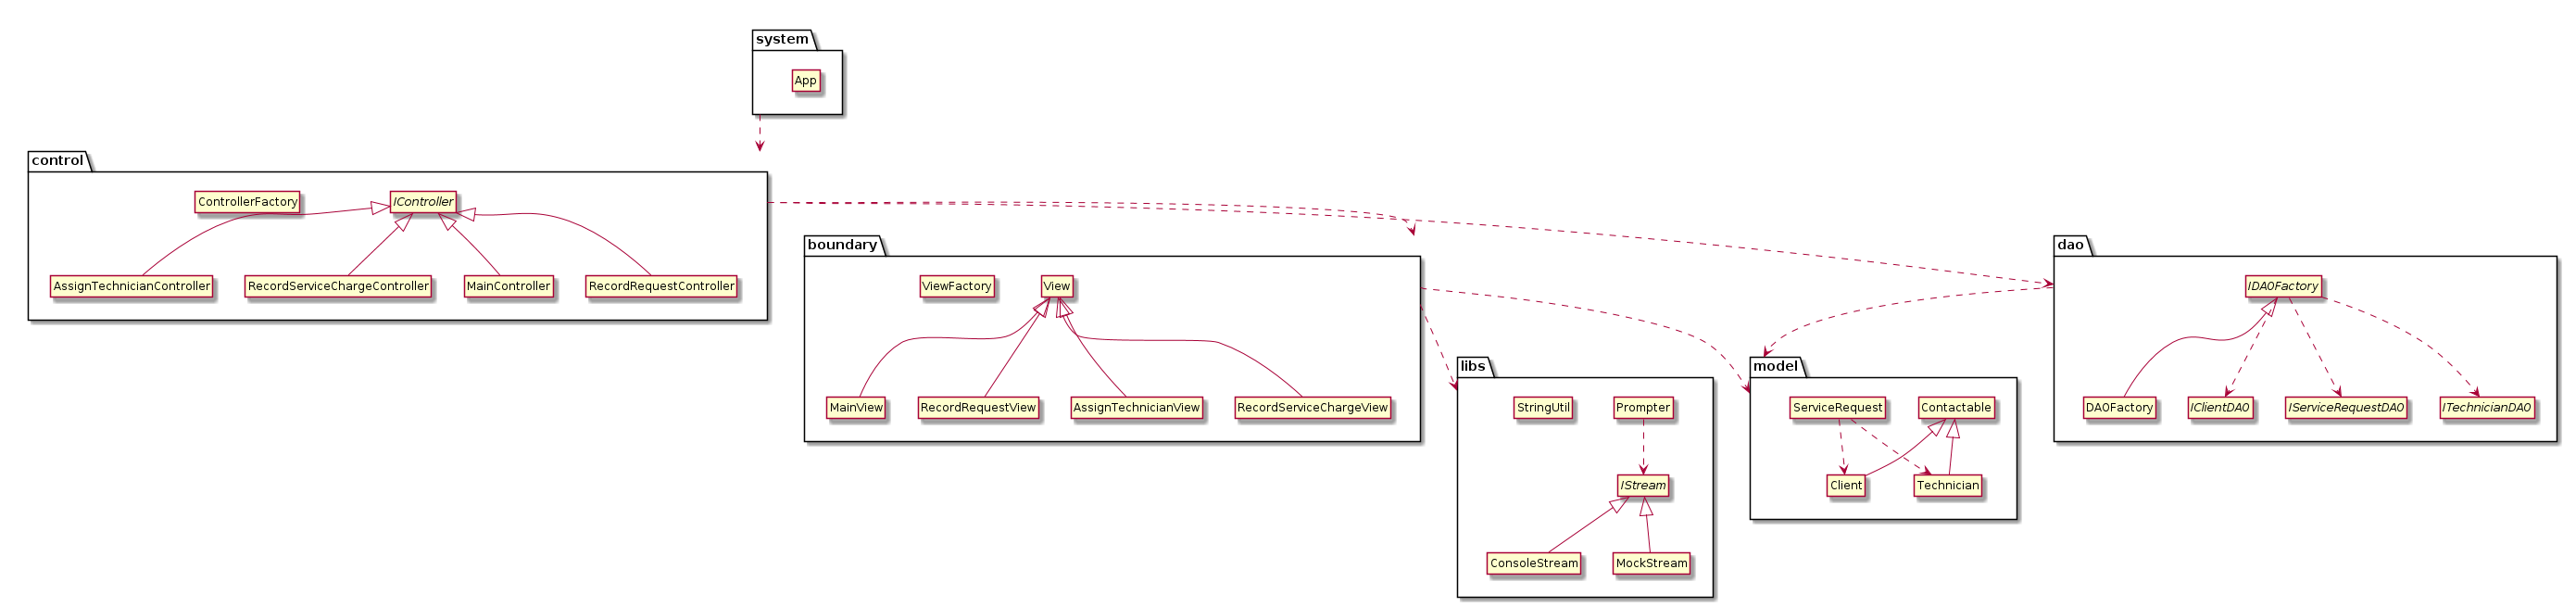 system
App
control
ControllerFactory
IController
AssignTechnicianController
RecordServiceChargeController
MainController
RecordRequestController
boundary
ViewFactory
View
MainView
RecordRequestView
AssignTechnicianView
RecordServiceChargeView
libs
StringUtil
Prompter
IStream
ConsoleStream
MockStream
model
ServiceRequest
Contactable
Client
Technician
dao
IDAOFactory
DAOFactory
IClientDAO
IServiceRequestDAO
ITechnicianDAO